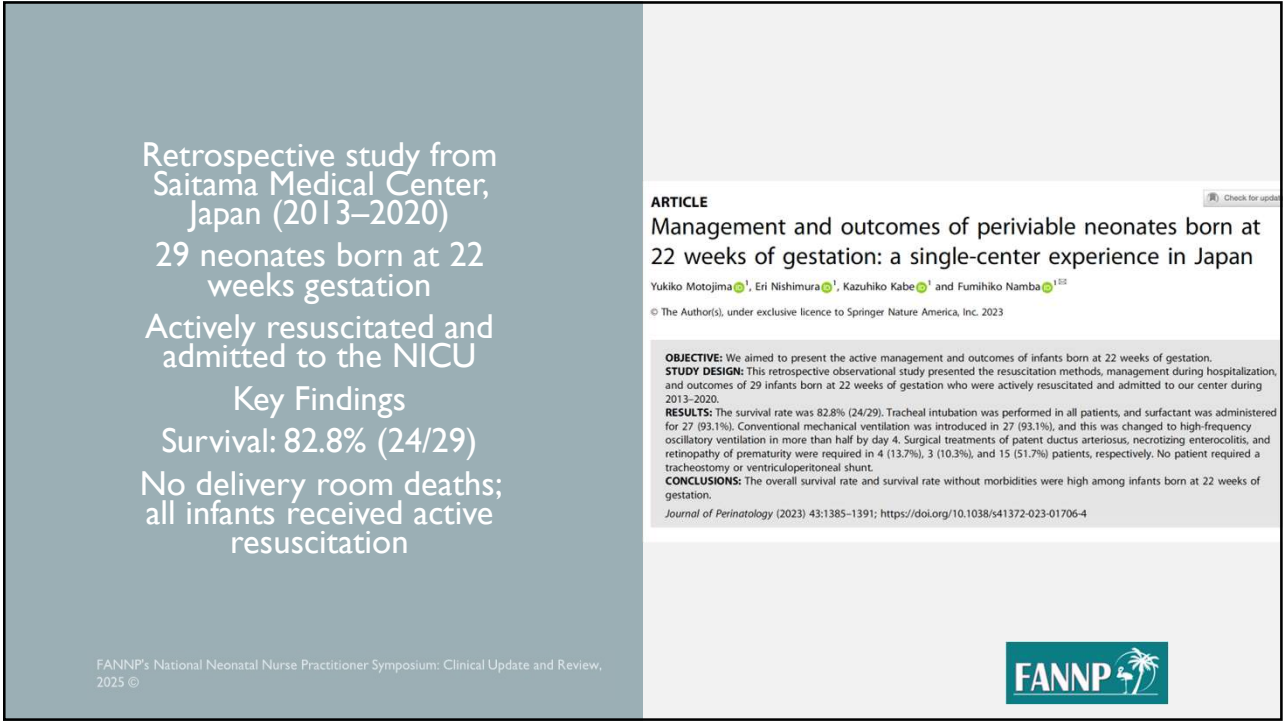 Retrospective study from
Saitama Medical Center,
Japan (2013–2020)
29 neonates born at 22
weeks gestation
Actively resuscitated and
admitted to the NICU
Key Findings
Survival: 82.8% (24/29)
No delivery room deaths;
all infants received active
resuscitation
FANNP's National Neonatal Nurse Practitioner Symposium: Clinical Update and Review,
2025 ©
ARTICLE
Check for updat
Management and outcomes of periviable neonates born at
22 weeks of gestation: a single-center experience in Japan
Yukiko Motojima 1, Eri Nishimura 1, Kazuhiko Kabe 1 and Fumihiko Namba 1✉
© The Author(s), under exclusive licence to Springer Nature America, Inc. 2023
OBJECTIVE: We aimed to present the active management and outcomes of infants born at 22 weeks of gestation.
STUDY DESIGN: This retrospective observational study presented the resuscitation methods, management during hospitalization,
and outcomes of 29 infants born at 22 weeks of gestation who were actively resuscitated and admitted to our center during
2013–2020.
RESULTS: The survival rate was 82.8% (24/29). Tracheal intubation was performed in all patients, and surfactant was administered
for 27 (93.1%). Conventional mechanical ventilation was introduced in 27 (93.1%), and this was changed to high-frequency
oscillatory ventilation in more than half by day 4. Surgical treatments of patent ductus arteriosus, necrotizing enterocolitis, and
retinopathy of prematurity were required in 4 (13.7%), 3 (10.3%), and 15 (51.7%) patients, respectively. No patient required a
tracheostomy or ventriculoperitoneal shunt.
CONCLUSIONS: The overall survival rate and survival rate without morbidities were high among infants born at 22 weeks of
gestation.
Journal of Perinatology (2023) 43:1385–1391; https://doi.org/10.1038/s41372-023-01706-4
FANNP